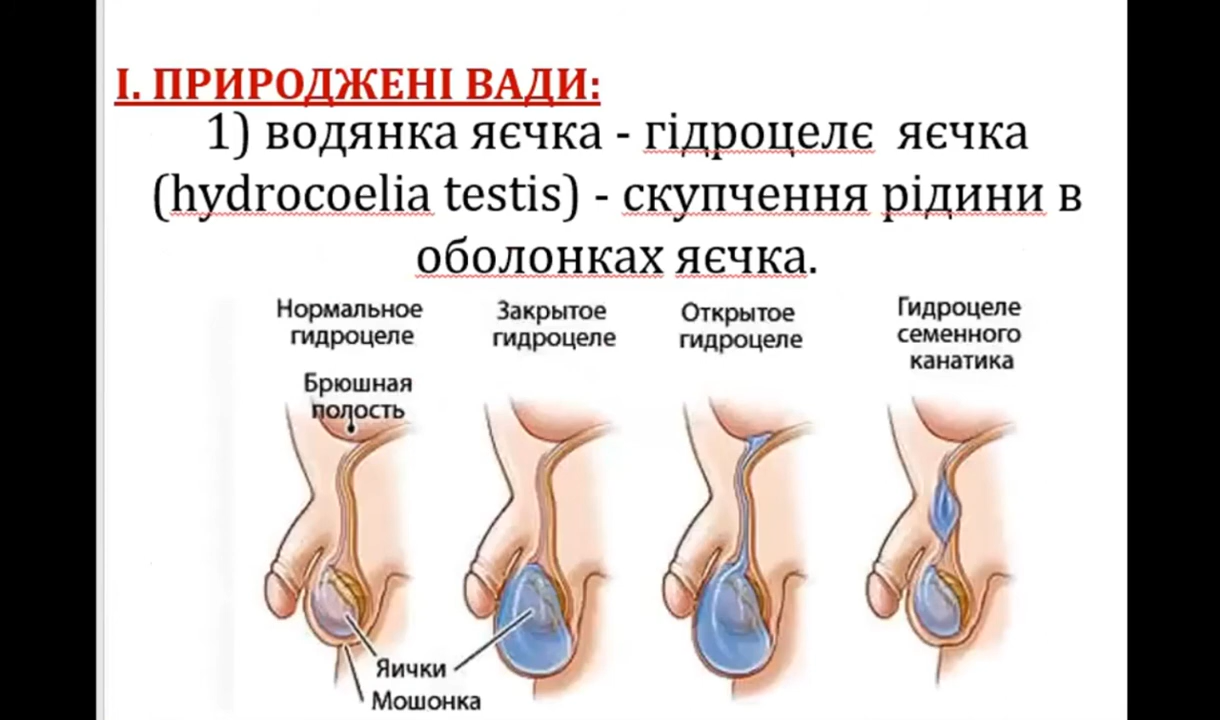 I. ПРИРОДЖЕНІ ВАДИ:
1) водянка яєчка - гідроцелє яєчка
(hydrocoelia testis) - скупчення рідини в
оболонках яєчка.
Нормальное
гидроцеле
Закрытое
гидроцеле
Открытое
гидроцеле
Гидроцеле
семенного
канатика
Брюшная
полость
Яички
Мошонка